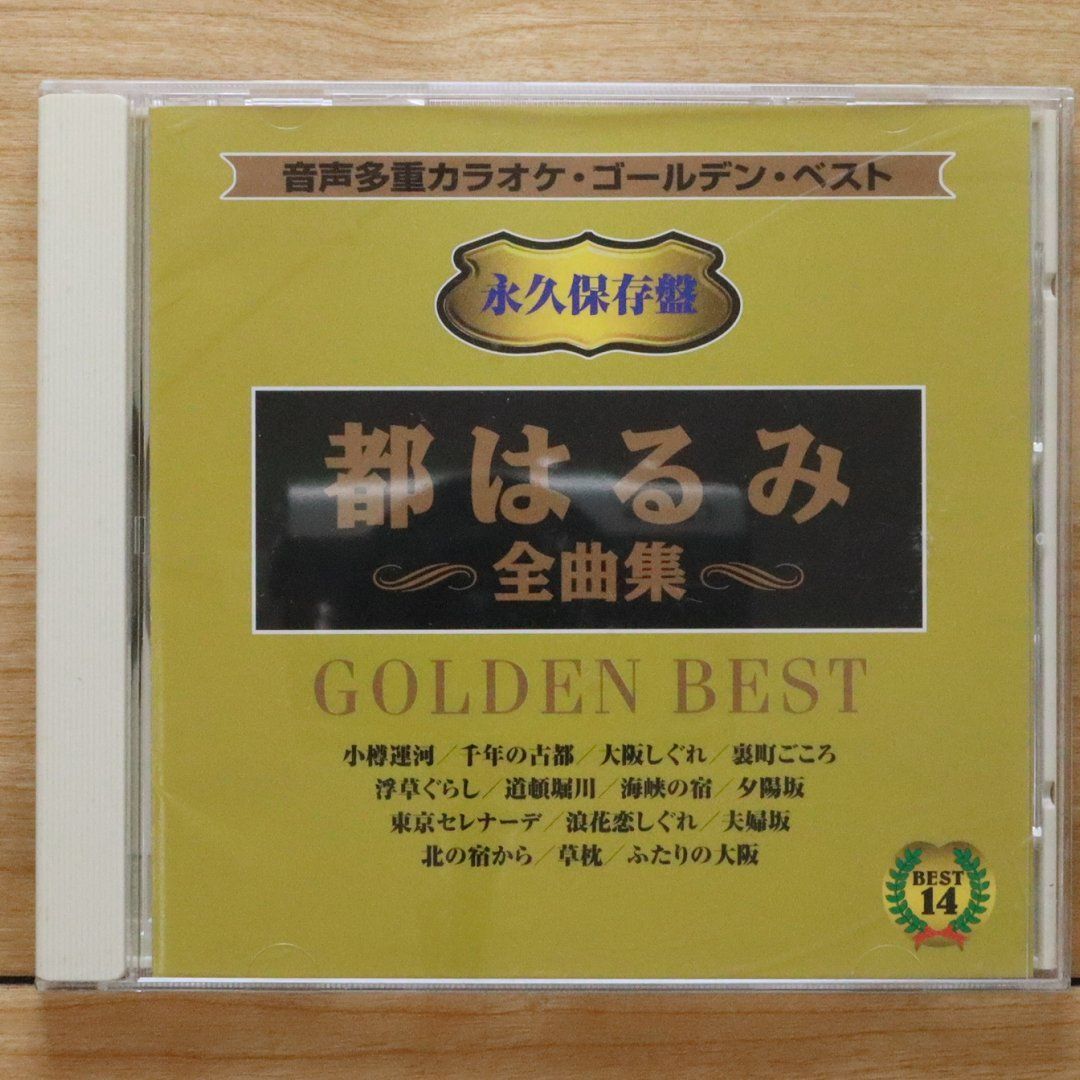 音声多重カラオケ・ゴールデン・ベスト
永久保存盤
都はるみ
全曲集
GOLDEN BEST
小樽運河／千年の古都／大阪しぐれ／裏町ごころ
浮草ぐらし／道頓堀川／海峡の宿／夕陽坂
東京セレナーデ／浪花恋しぐれ／夫婦坂
北の宿から／草枕／ふたりの大阪
BEST
14